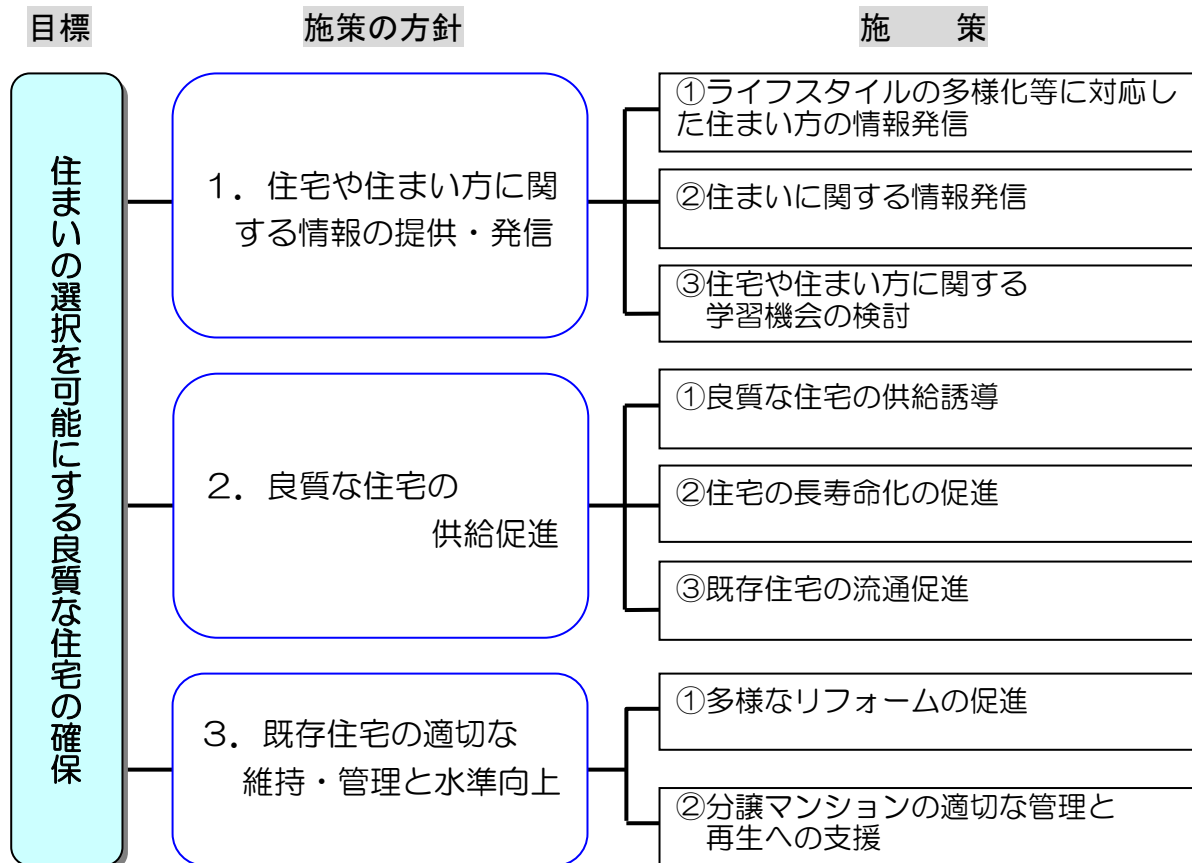 目標
施策の方針
施　　策
住まいの選択を可能にする良質な住宅の確保
１．住宅や住まい方に関
する情報の提供・発信
①ライフスタイルの多様化等に対応し
た住まい方の情報発信
②住まいに関する情報発信
③住宅や住まい方に関する
学習機会の検討
２．良質な住宅の
供給促進
①良質な住宅の供給誘導
②住宅の長寿命化の促進
③既存住宅の流通促進
３．既存住宅の適切な
維持・管理と水準向上
①多様なリフォームの促進
②分譲マンションの適切な管理と
再生への支援